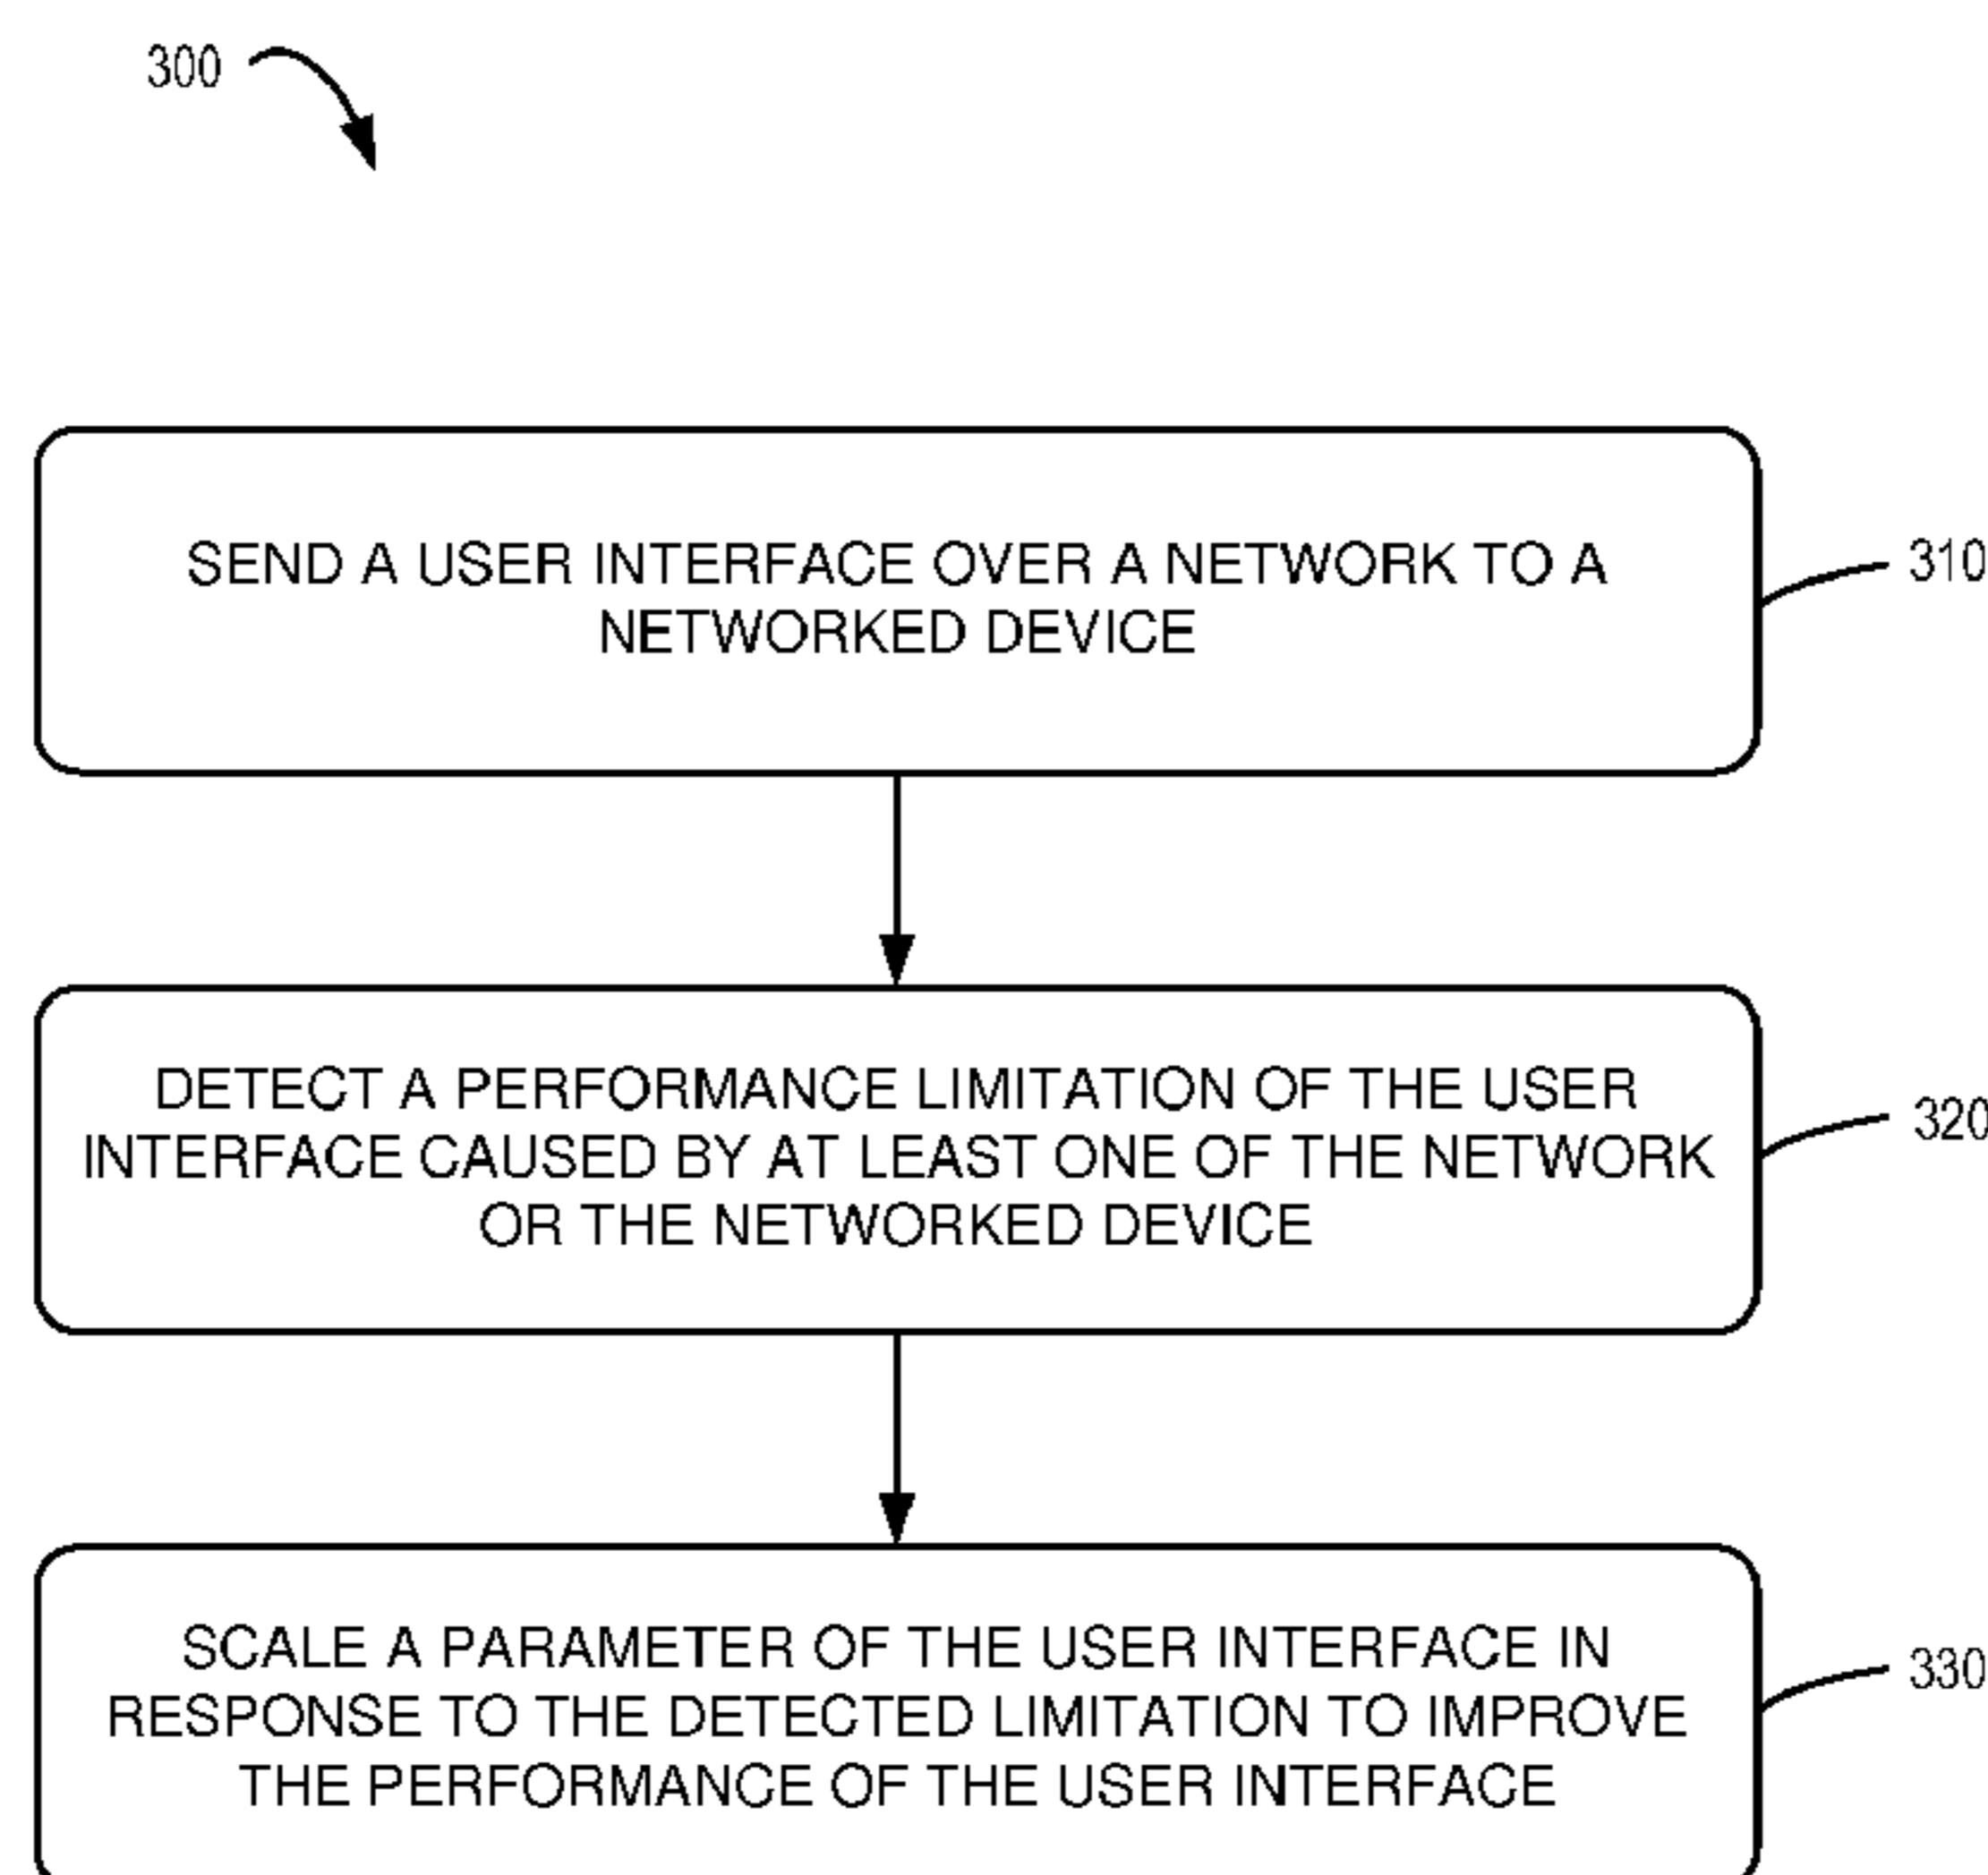 300
SEND A USER INTERFACE OVER A NETWORK TO A
NETWORKED DEVICE
310
DETECT A PERFORMANCE LIMITATION OF THE USER
INTERFACE CAUSED BY AT LEAST ONE OF THE NETWORK
OR THE NETWORKED DEVICE
320
SCALE A PARAMETER OF THE USER INTERFACE IN
RESPONSE TO THE DETECTED LIMITATION TO IMPROVE
THE PERFORMANCE OF THE USER INTERFACE
330